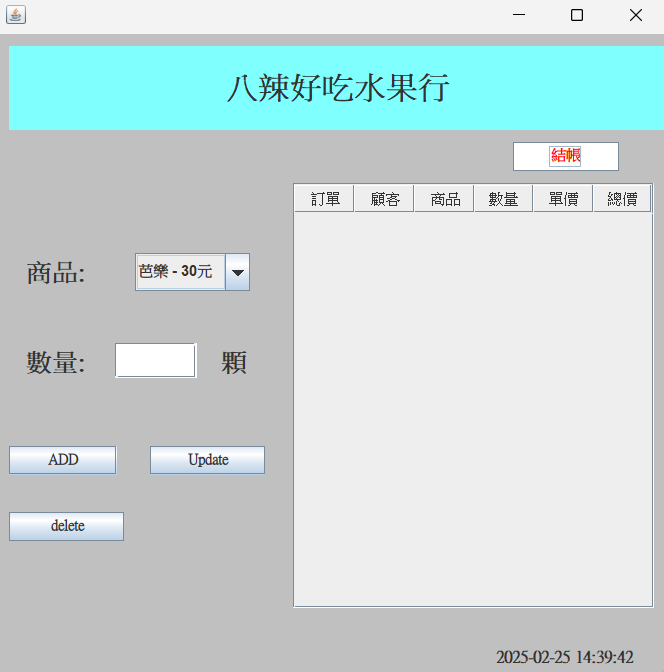 八辣好吃水果行
結帳
訂單 顧客 商品 數量 單價 總價
商品: 芭樂 - 30元
數量: 顆
ADD Update
delete
2025-02-25 14:39:42